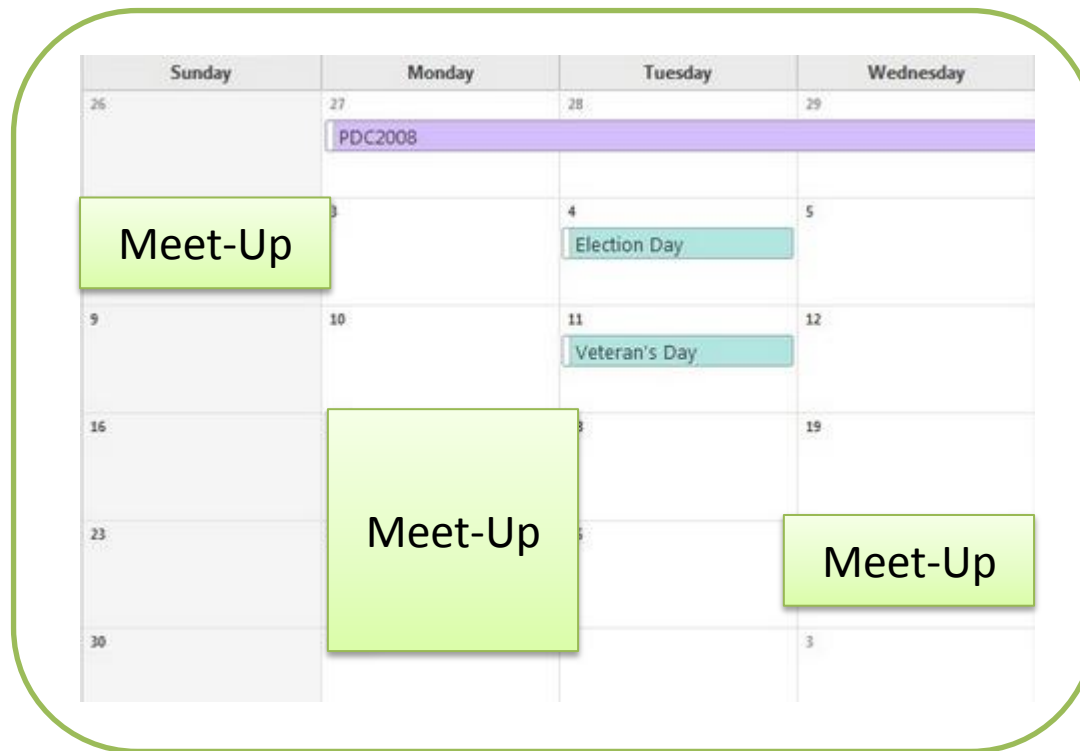 Sunday Monday Tuesday Wednesday
26 27 28 29
PDC2008
Meet-Up
4 5
Election Day
9 10 11 12
Veteran's Day
16 19
Meet-Up
23
Meet-Up
30 3